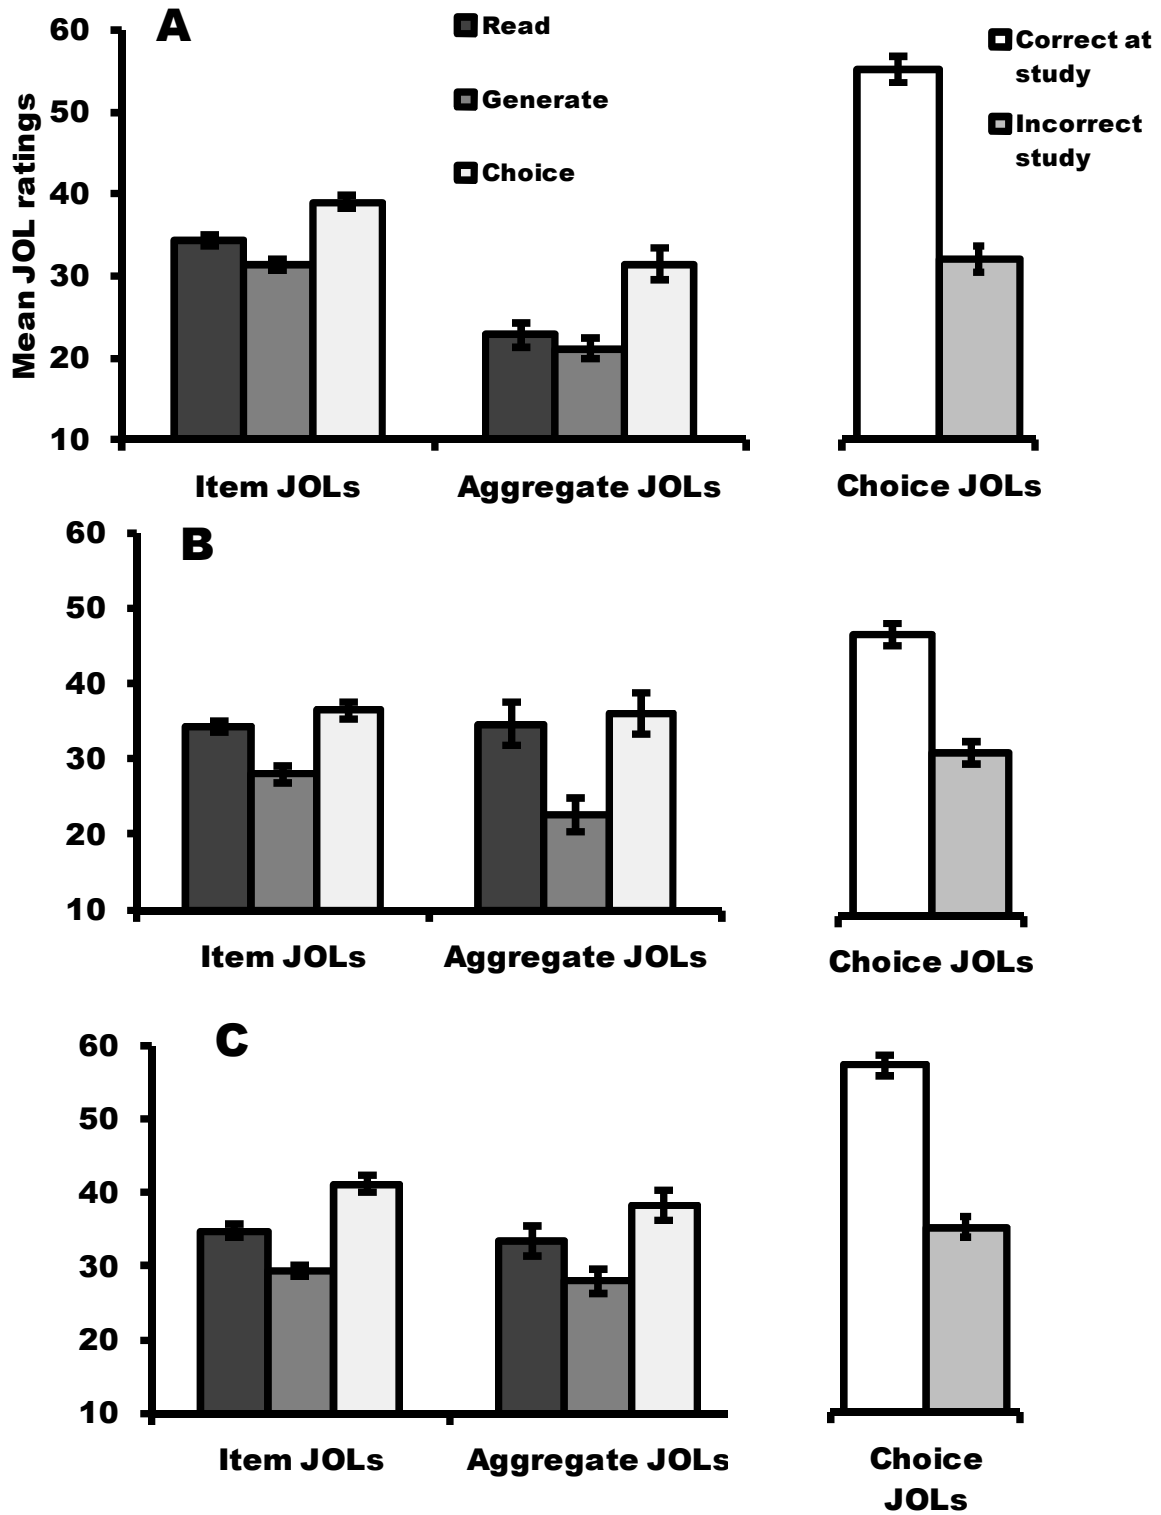 A
Read
Generate
Choice
Correct at
study
Incorrect
study
Mean JOL ratings
60
50
40
30
20
10
Item JOLs
Aggregate JOLs
Choice JOLs
B
60
50
40
30
20
10
Item JOLs
Aggregate JOLs
Choice JOLs
C
60
50
40
30
20
10
Item JOLs
Aggregate JOLs
Choice
JOLs